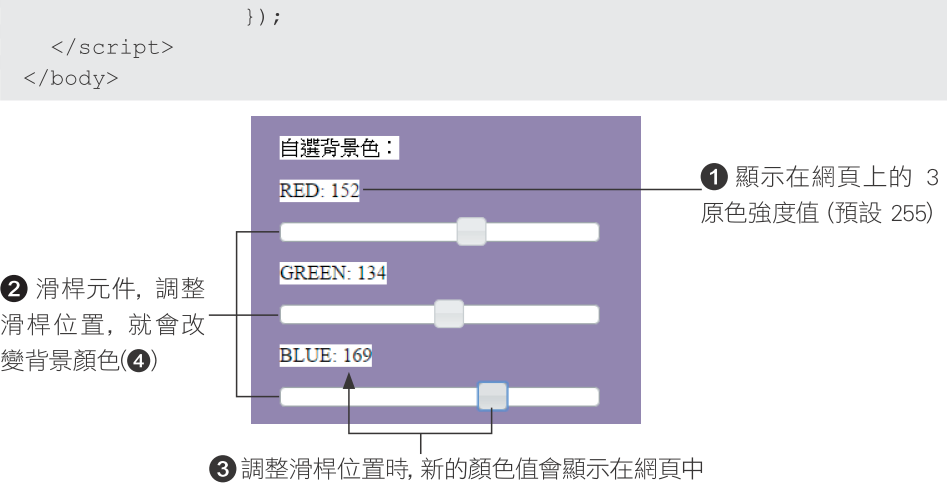 });
</script>
</body>
自選背景色：
RED: 152
❶ 顯示在網頁上的 3
原色強度值 (預設 255)
GREEN: 134
❷ 滑桿元件, 調整
滑桿位置, 就會改
變背景顏色(❹)
BLUE: 169
❸ 調整滑桿位置時, 新的顏色值會顯示在網頁中